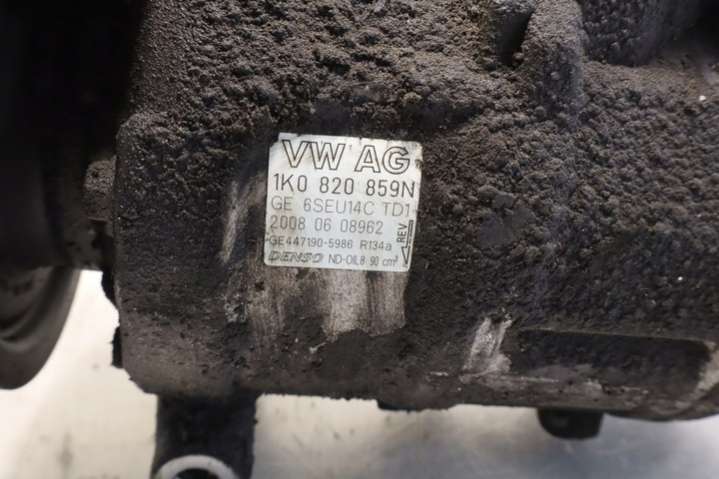 VW AG
1K0 820 859N
GE 6SEU14C TD1
2008 06 08962
GE447190-5986 R134a
DENSO ND-OIL8 90 cm³
REV